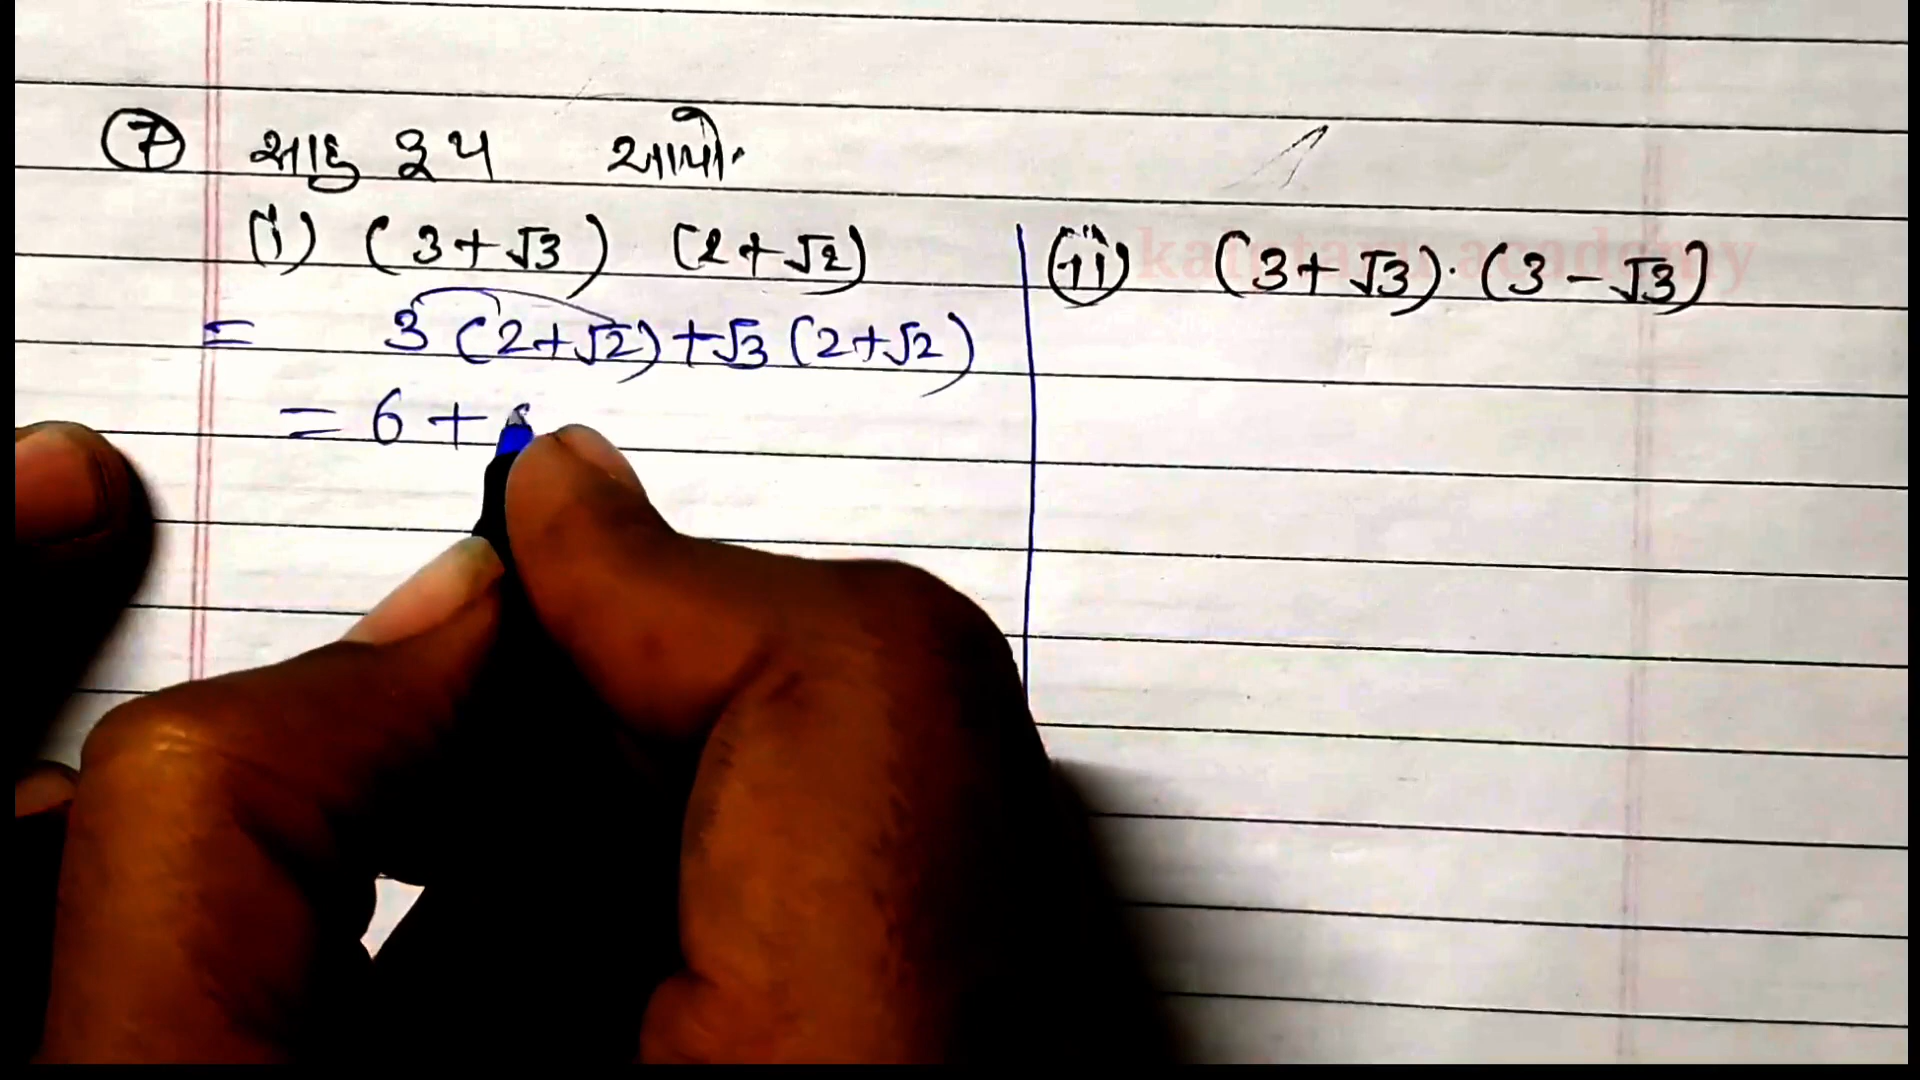 7 સાદુ રૂપ આપો.
(i) (3+√3) (2+√2)
= 3 (2+√2)+√3 (2+√2)
= 6 +
(ii) (3+√3)·(3-√3)